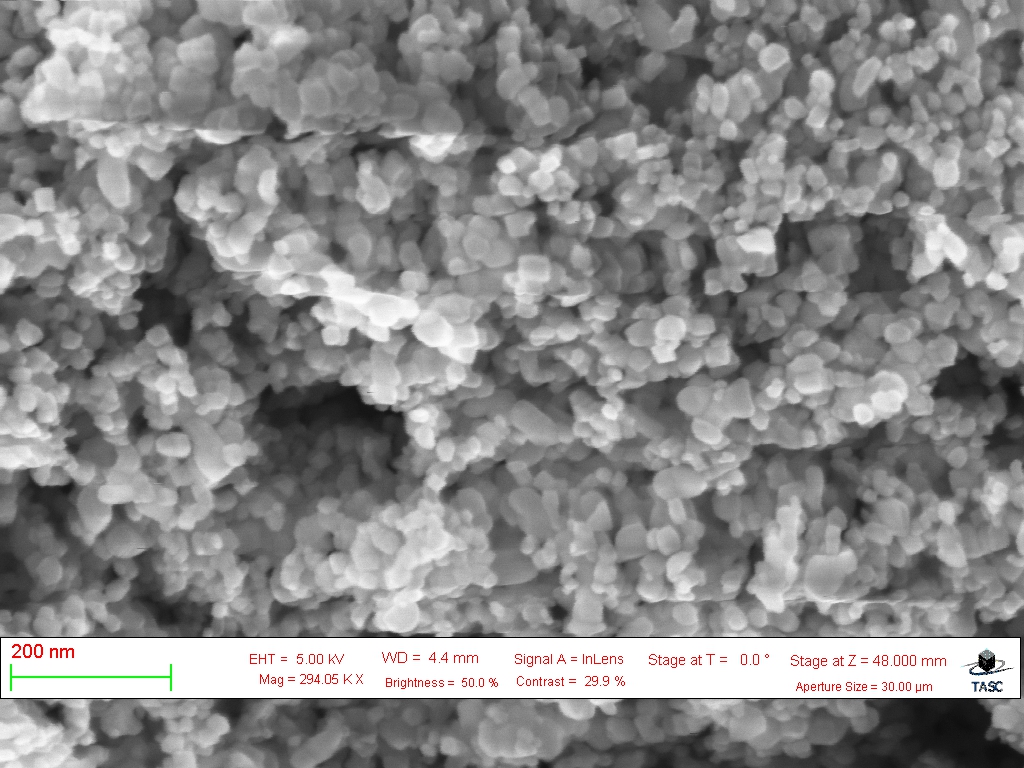 200 nm
EHT = 5.00 kV WD = 4.4 mm Signal A = InLens Stage at T = 0.0 ° Stage at Z = 48.000 mm
Mag = 294.05 K X Brightness = 50.0 % Contrast = 29.9 % Aperture Size = 30.00 µm
TASC